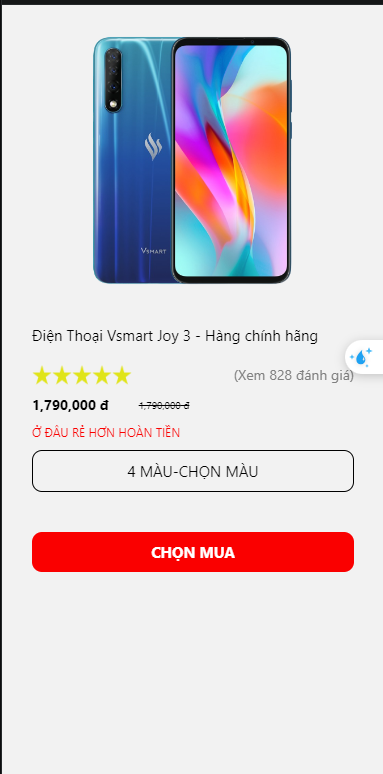 VSMART
Điện Thoại Vsmart Joy 3 - Hàng chính hãng
(Xem 828 đánh giá)
1,790,000 đ 1,790,000 đ
Ở ĐÂU RẺ HƠN HOÀN TIỀN
4 MÀU-CHỌN MÀU
CHỌN MUA